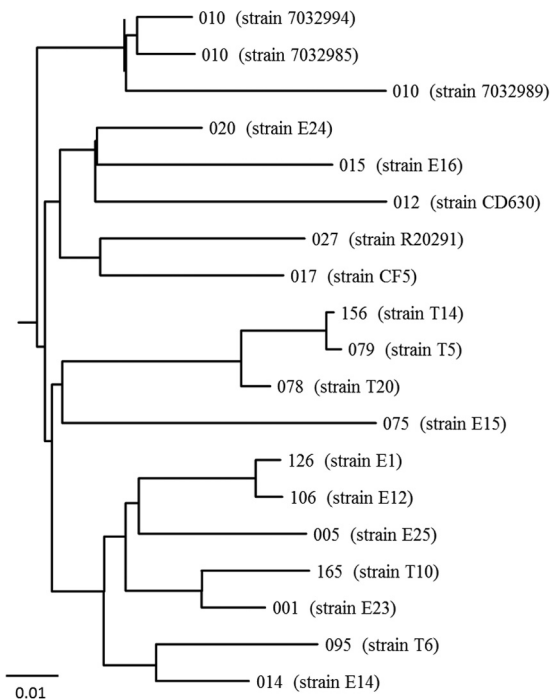 010 (strain 7032994)
010 (strain 7032985)
010 (strain 7032989)
020 (strain E24)
015 (strain E16)
012 (strain CD630)
027 (strain R20291)
017 (strain CF5)
156 (strain T14)
079 (strain T5)
078 (strain T20)
075 (strain E15)
126 (strain E1)
106 (strain E12)
005 (strain E25)
165 (strain T10)
001 (strain E23)
095 (strain T6)
014 (strain E14)
0.01